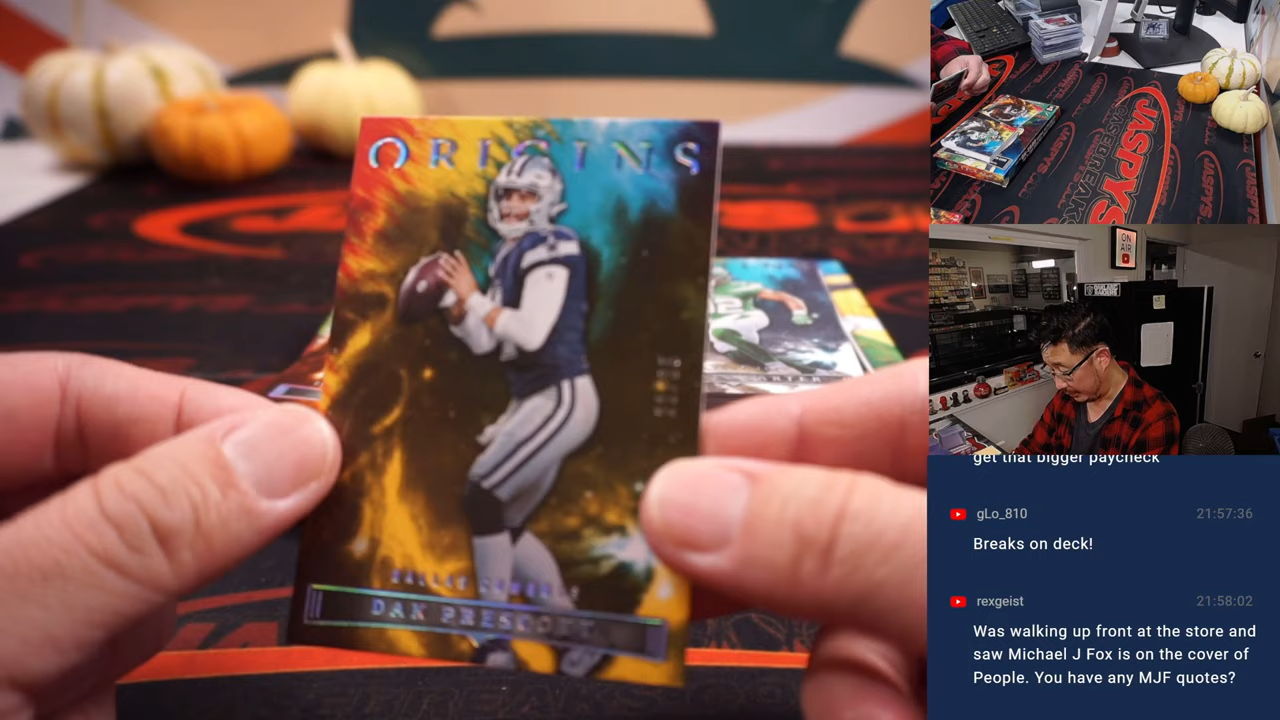 ORIGINS
DAK PRESCOTT
JASPYS
ON
AIR
get that bigger paycheck
gLo_810
21:57:36
Breaks on deck!
rexgeist
21:58:02
Was walking up front at the store and
saw Michael J Fox is on the cover of
People. You have any MJF quotes?